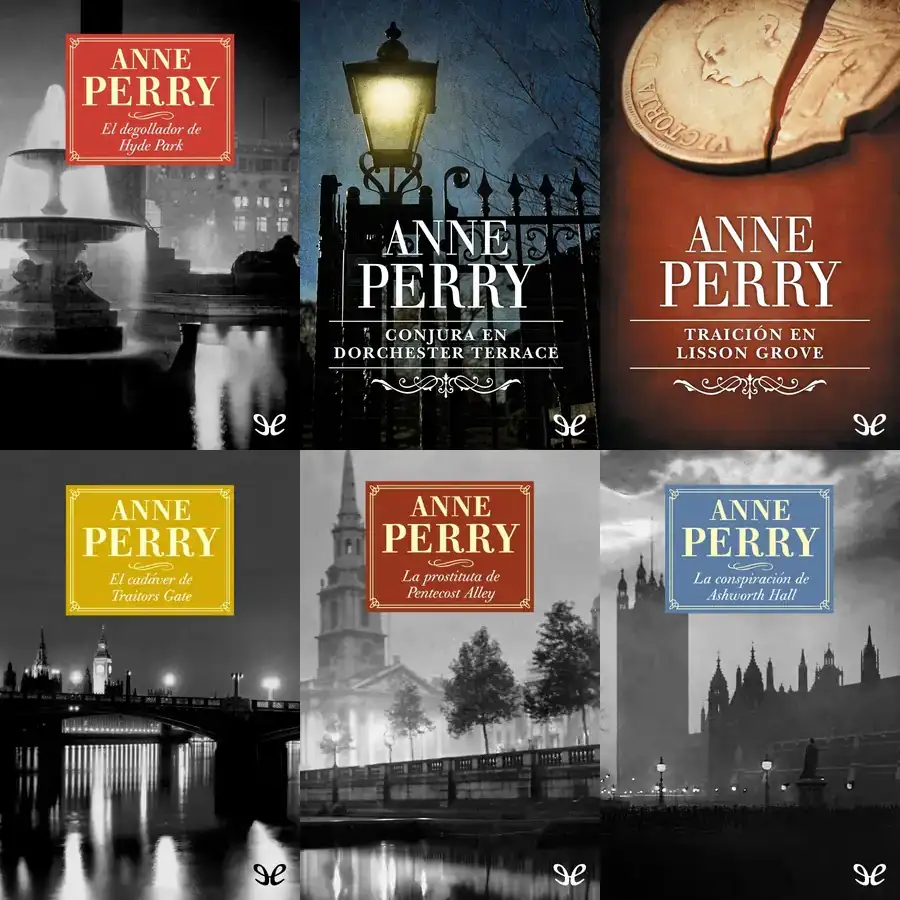 ANNE
PERRY
El degollador de
Hyde Park
ANNE
PERRY
CONJURA EN
DORCHESTER TERRACE
VICTORIA D
ANNE
PERRY
TRAICIÓN EN
LISSON GROVE
ANNE
PERRY
El cadáver de
Traitors Gate
ANNE
PERRY
La prostituta de
Pentecost Alley
ANNE
PERRY
La conspiración de
Ashworth Hall